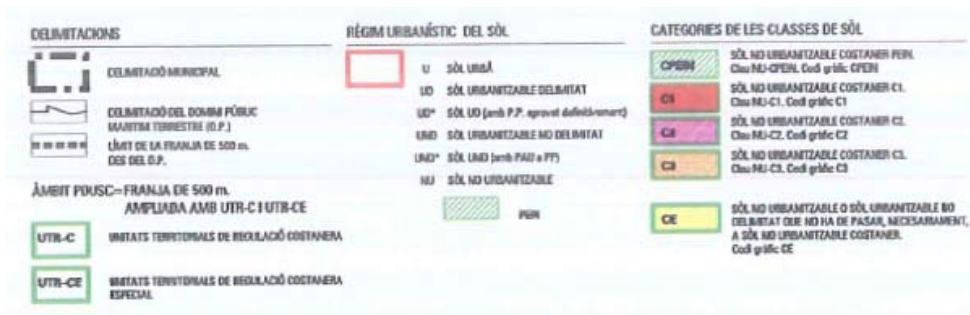 DELIMITACIONS
DELIMITACIÓ MUNICIPAL
DELIMITACIÓ DEL DOMINI PÚBLIC
MARÍTIM TERRESTRE (D.P.)
LÍMIT DE LA FRANJA DE 500 m.
DES DEL D.P.
ÀMBIT PDUSC=FRANJA DE 500 m.
AMPLIADA AMB UTR-C I UTR-CE
UTR-C UNITATS TERRITORIALS DE REGULACIÓ COSTANERA
UTR-CE UNITATS TERRITORIALS DE REGULACIÓ COSTANERA
ESPECIAL
RÈGIM URBANÍSTIC DEL SÒL
U SÒL URBÀ
UD SÒL URBANITZABLE DELIMITAT
UD* SÒL UD (amb P.P. aprovat definitivament)
UND SÒL URBANITZABLE NO DELIMITAT
UND* SÒL UND (amb PAU o PP)
NU SÒL NO URBANITZABLE
PEIN
CATEGORIES DE LES CLASSES DE SÒL
CPEIN SÒL NO URBANITZABLE COSTANER PEIN.
Clau NU-CPEIN. Codi gràfic CPEIN
C1 SÒL NO URBANITZABLE COSTANER C1.
Clau NU-C1. Codi gràfic C1
C2 SÒL NO URBANITZABLE COSTANER C2.
Clau NU-C2. Codi gràfic C2
C3 SÒL NO URBANITZABLE COSTANER C3.
Clau NU-C3. Codi gràfic C3
CE SÒL NO URBANITZABLE O SÒL URBANITZABLE NO
DELIMITAT QUE NO HA DE PASAR, NECESARIAMENT,
A SÒL NO URBANITZABLE COSTANER.
Codi gràfic CE